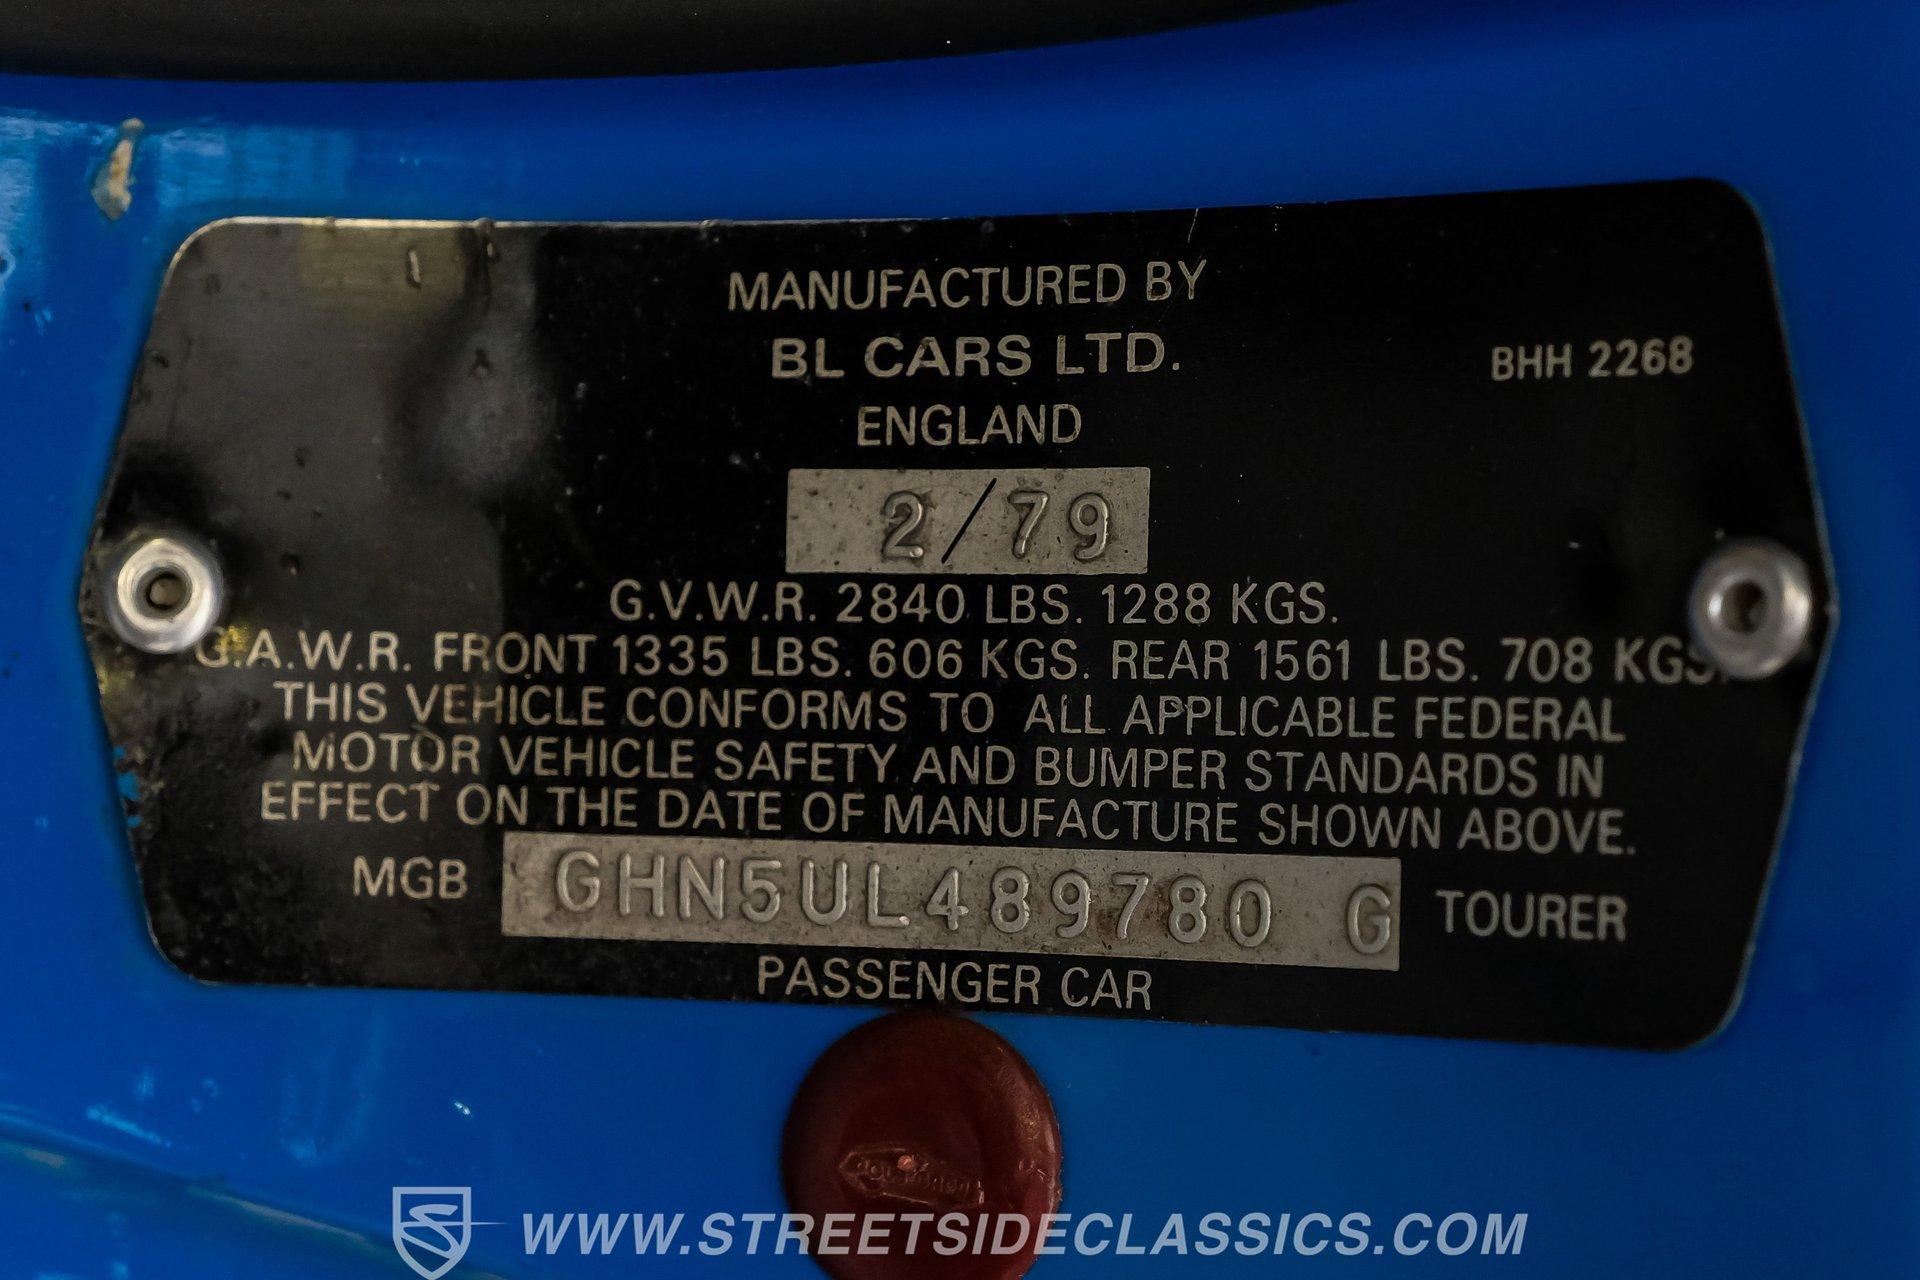 MANUFACTURED BY
BL CARS LTD.
BHH 2268
ENGLAND
2/79
G.V.W.R. 2840 LBS. 1288 KGS.
G.A.W.R. FRONT 1335 LBS. 606 KGS. REAR 1561 LBS. 708 KGS.
THIS VEHICLE CONFORMS TO ALL APPLICABLE FEDERAL
MOTOR VEHICLE SAFETY AND BUMPER STANDARDS IN
EFFECT ON THE DATE OF MANUFACTURE SHOWN ABOVE.
MGB GHN5UL489780 G TOURER
PASSENGER CAR
WWW.STREETSIDECLASSICS.COM